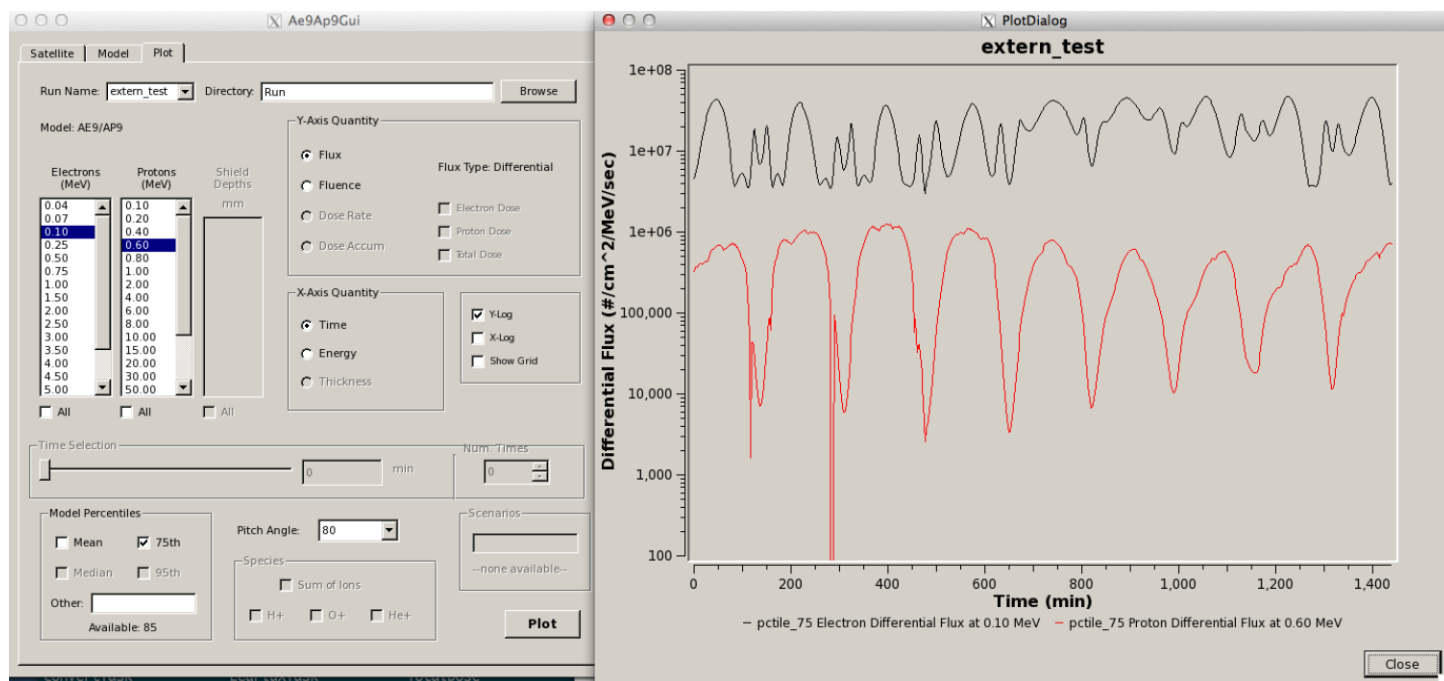 Ae9Ap9Gui
Satellite Model Plot
Run Name: extern_test Directory: Run Browse
Model: AE9/AP9
Electrons (MeV)
0.04
0.07
0.10
0.25
0.50
0.75
1.00
1.50
2.00
2.50
3.00
3.50
4.00
4.50
5.00
All
Protons (MeV)
0.10
0.20
0.40
0.60
0.80
1.00
2.00
4.00
6.00
8.00
10.00
15.00
20.00
30.00
50.00
All
Shield Depths
mm
All
Y-Axis Quantity
Flux
Fluence
Dose Rate
Dose Accum
Flux Type: Differential
Electron Dose
Proton Dose
Total Dose
X-Axis Quantity
Time
Energy
Thickness
Y-Log
X-Log
Show Grid
Time Selection
0 min
Num. Times
0
Model Percentiles
Mean 75th
Median 95th
Other:
Available: 85
Pitch Angle: 80
Species
Sum of Ions
H+ O+ He+
Scenarios
--none available--
Plot
PlotDialog
extern_test
Differential Flux (#/cm^2/MeV/sec)
1e+08
1e+07
1e+06
100,000
10,000
1,000
100
0 200 400 600 800 1,000 1,200 1,400
Time (min)
pctile_75 Electron Differential Flux at 0.10 MeV pctile_75 Proton Differential Flux at 0.60 MeV
Close